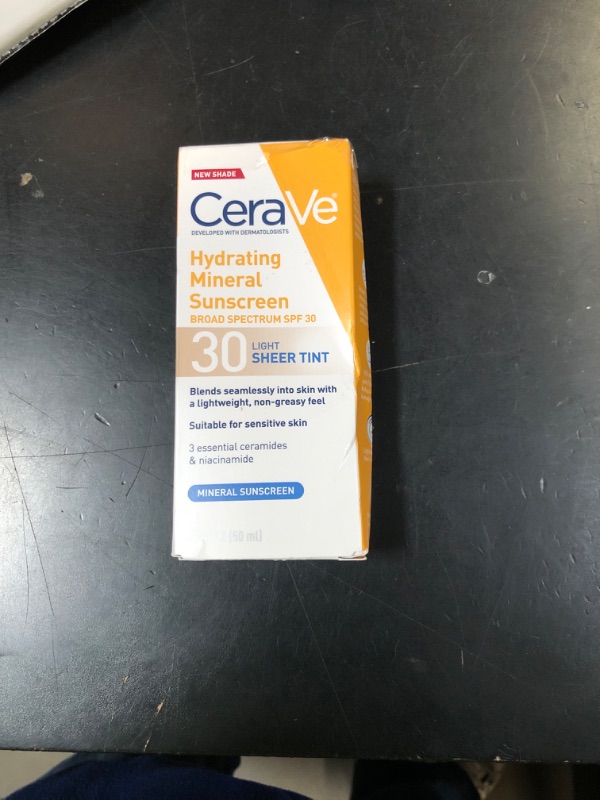 NEW SHADE
CeraVe®
DEVELOPED WITH DERMATOLOGISTS
Hydrating
Mineral
Sunscreen
BROAD SPECTRUM SPF 30
30 LIGHT
SHEER TINT
Blends seamlessly into skin with
a lightweight, non-greasy feel
Suitable for sensitive skin
3 essential ceramides
& niacinamide
MINERAL SUNSCREEN
(50 ml)